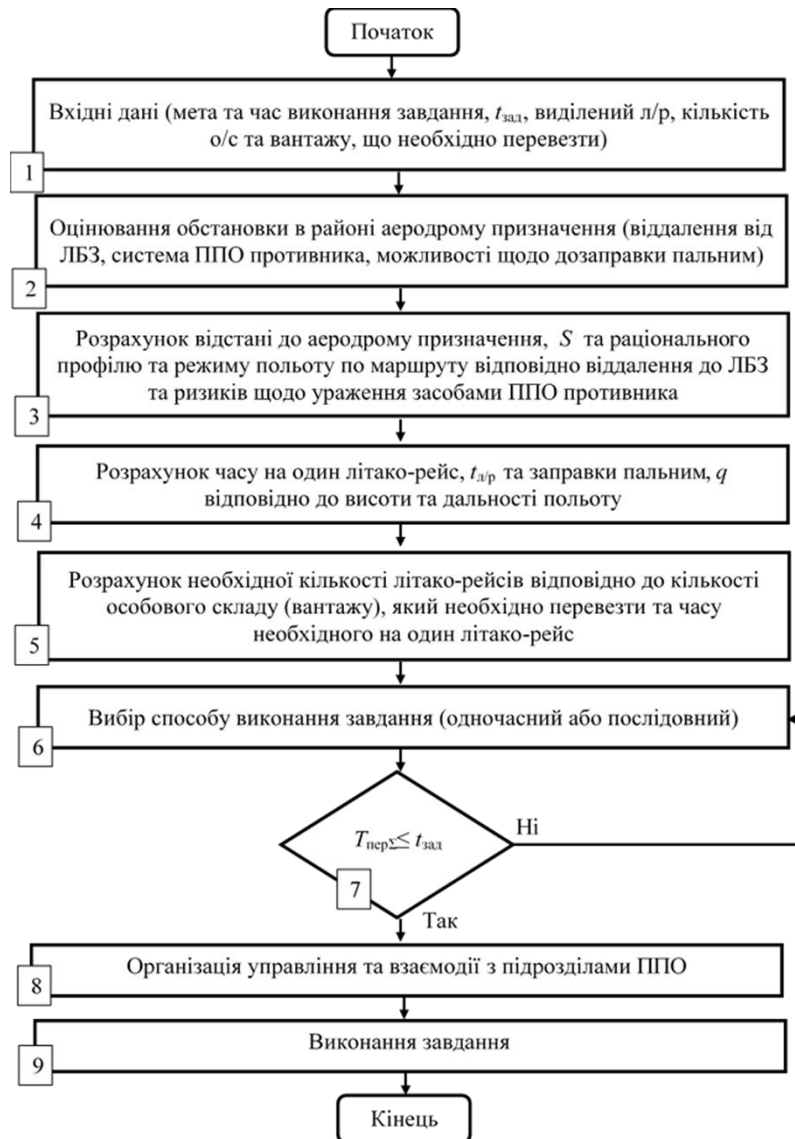 Початок
Вхідні дані (мета та час виконання завдання, tзад, виділений л/р, кількість
о/с та вантажу, що необхідно перевезти)
1
Оцінювання обстановки в районі аеродрому призначення (віддалення від
ЛБЗ, система ППО противника, можливості щодо дозаправки пальним)
2
Розрахунок відстані до аеродрому призначення, S та раціонального
профілю та режиму польоту по маршруту відповідно віддалення до ЛБЗ
та ризиків щодо ураження засобами ППО противника
3
Розрахунок часу на один літако-рейс, tл/р та заправки пальним, q
відповідно до висоти та дальності польоту
4
Розрахунок необхідної кількості літако-рейсів відповідно до кількості
особового складу (вантажу), який необхідно перевезти та часу
необхідного на один літако-рейс
5
Вибір способу виконання завдання (одночасний або послідовний)
6
TперΣ≤ tзад
Ні
7
Так
Організація управління та взаємодії з підрозділами ППО
8
Виконання завдання
9
Кінець